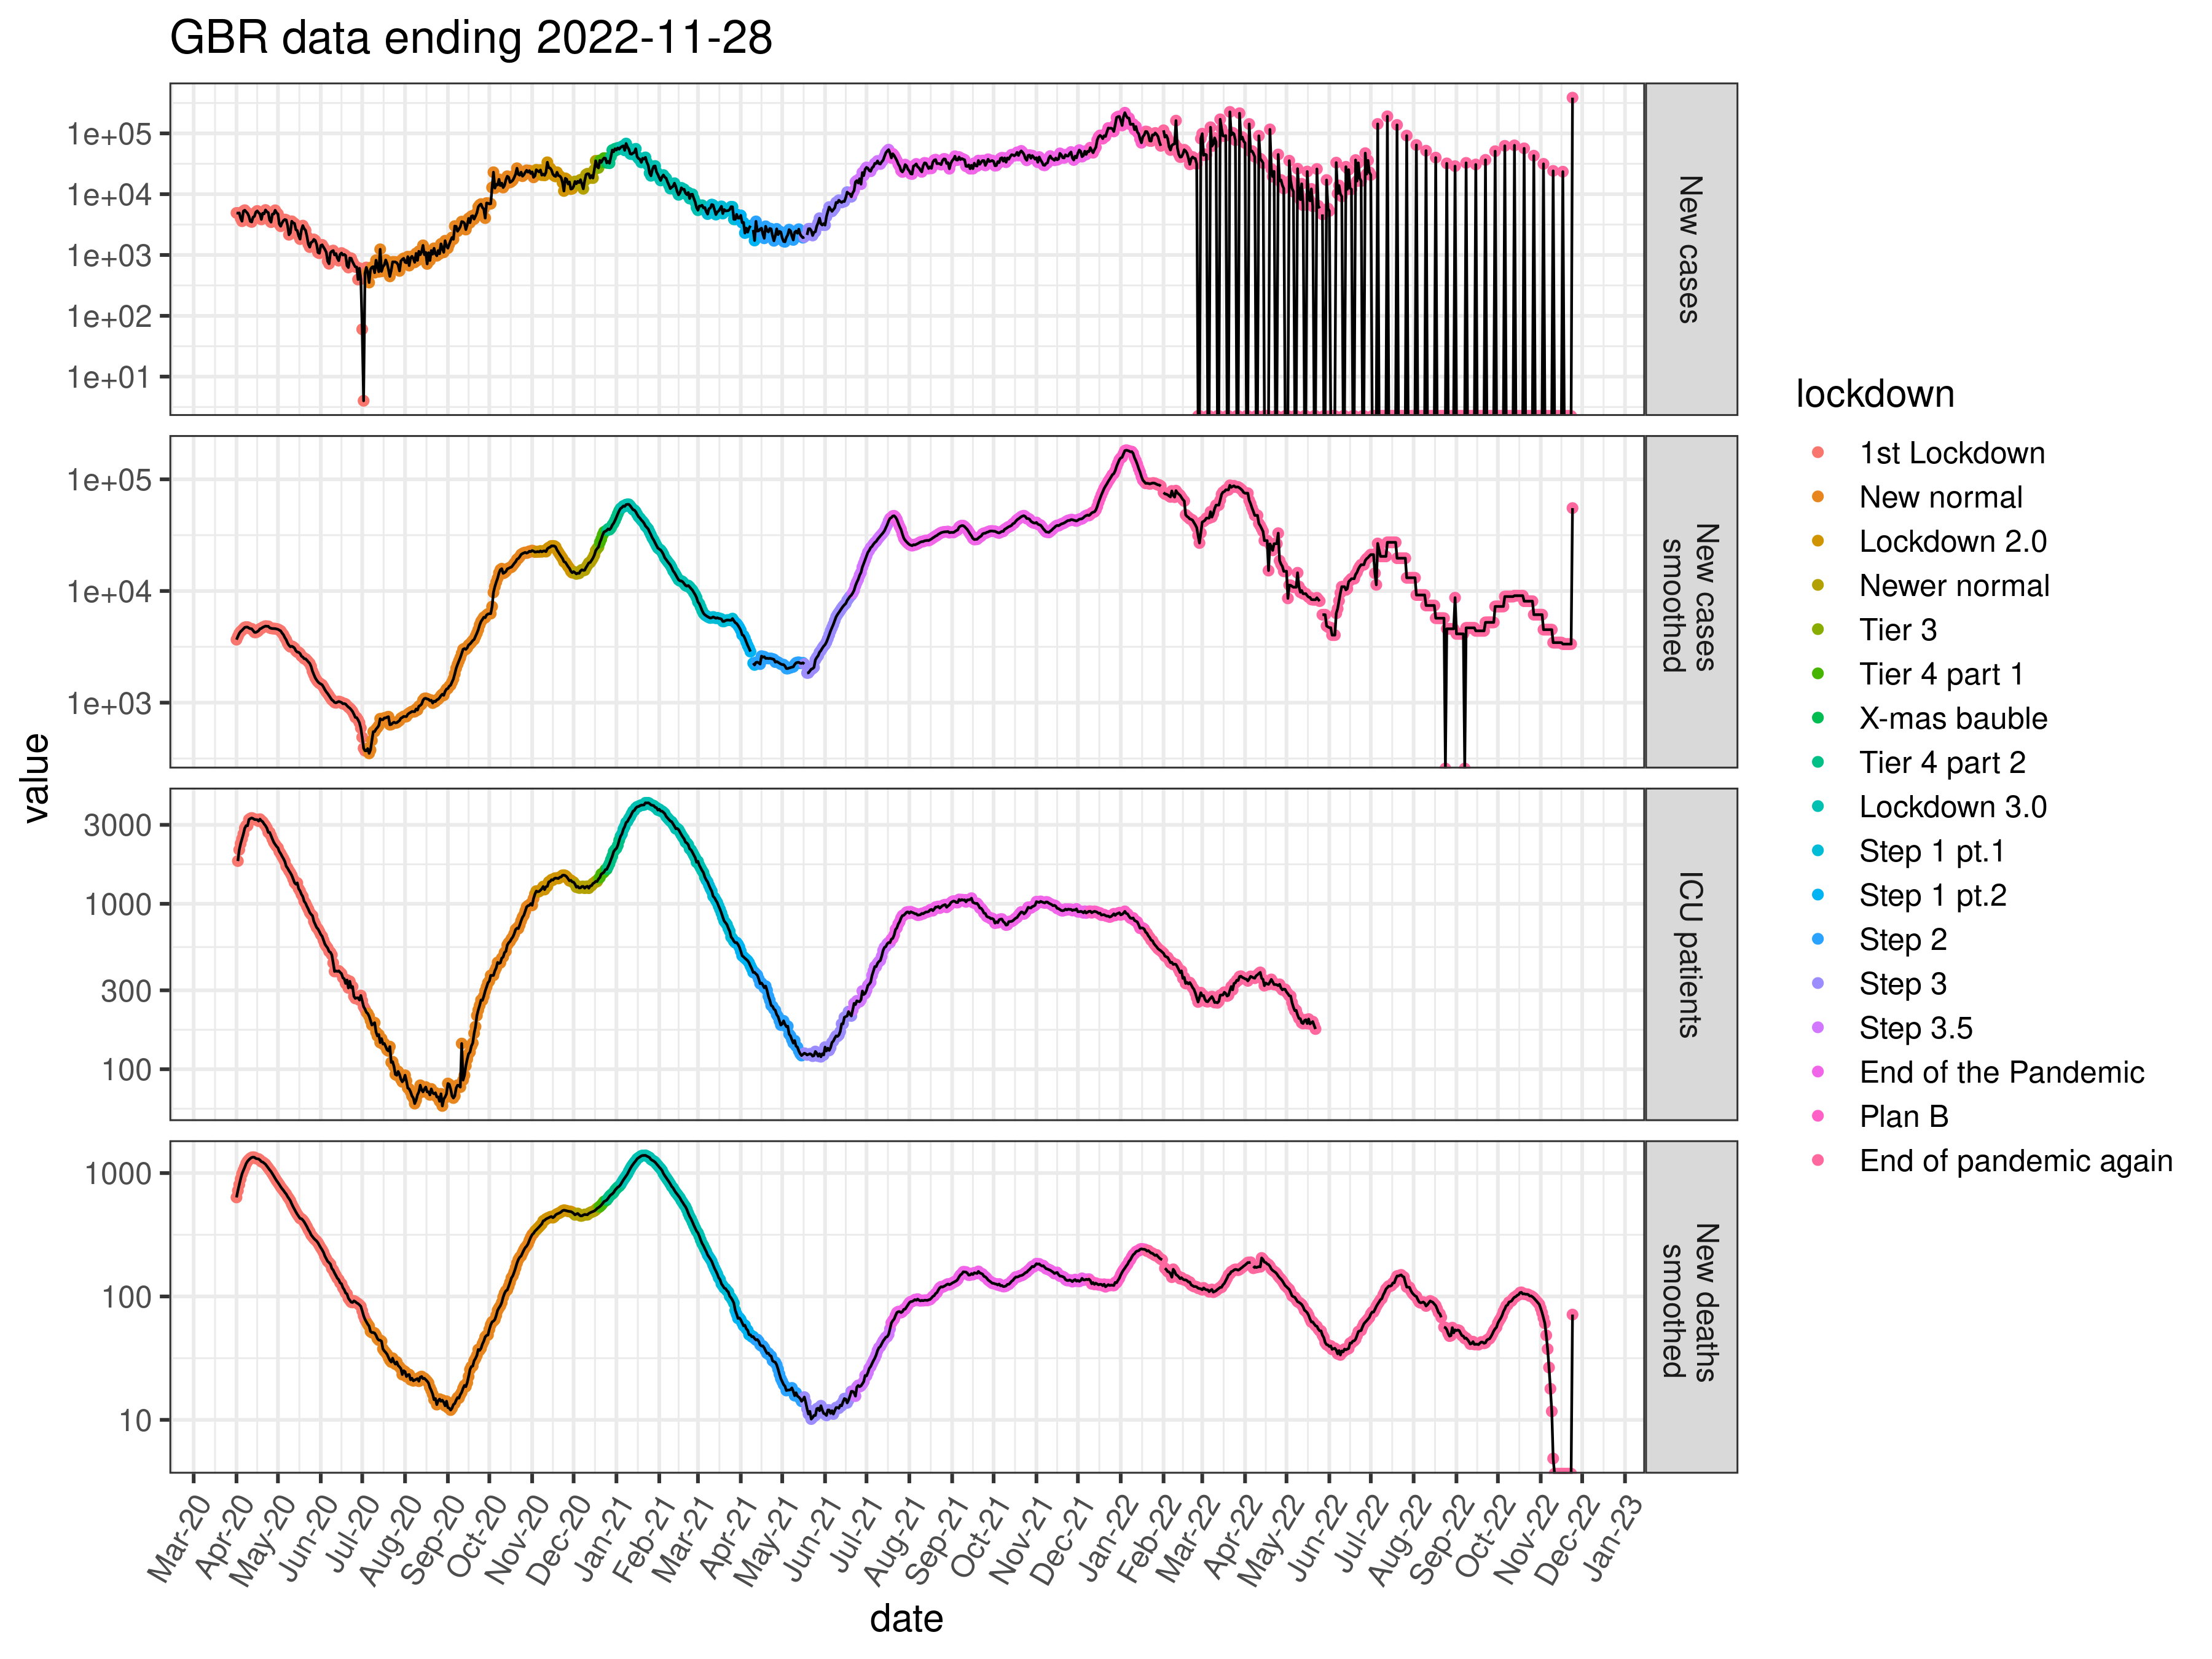 GBR data ending 2022-11-28
1e+05
1e+04
1e+03
1e+02
1e+01
New cases
1e+05
1e+04
1e+03
New cases
smoothed
3000
1000
300
100
ICU patients
1000
100
10
New deaths
smoothed
value
Mar-20
Apr-20
May-20
Jun-20
Jul-20
Aug-20
Sep-20
Oct-20
Nov-20
Dec-20
Jan-21
Feb-21
Mar-21
Apr-21
May-21
Jun-21
Jul-21
Aug-21
Sep-21
Oct-21
Nov-21
Dec-21
Jan-22
Feb-22
Mar-22
Apr-22
May-22
Jun-22
Jul-22
Aug-22
Sep-22
Oct-22
Nov-22
Dec-22
Jan-23
date
lockdown
1st Lockdown
New normal
Lockdown 2.0
Newer normal
Tier 3
Tier 4 part 1
X-mas bauble
Tier 4 part 2
Lockdown 3.0
Step 1 pt.1
Step 1 pt.2
Step 2
Step 3
Step 3.5
End of the Pandemic
Plan B
End of pandemic again